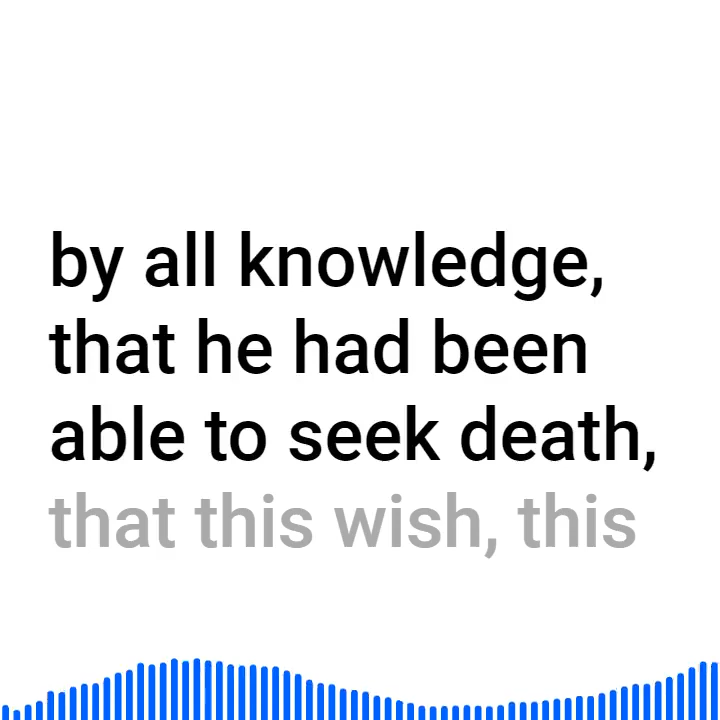 by all knowledge,
that he had been
able to seek death,
that this wish, this